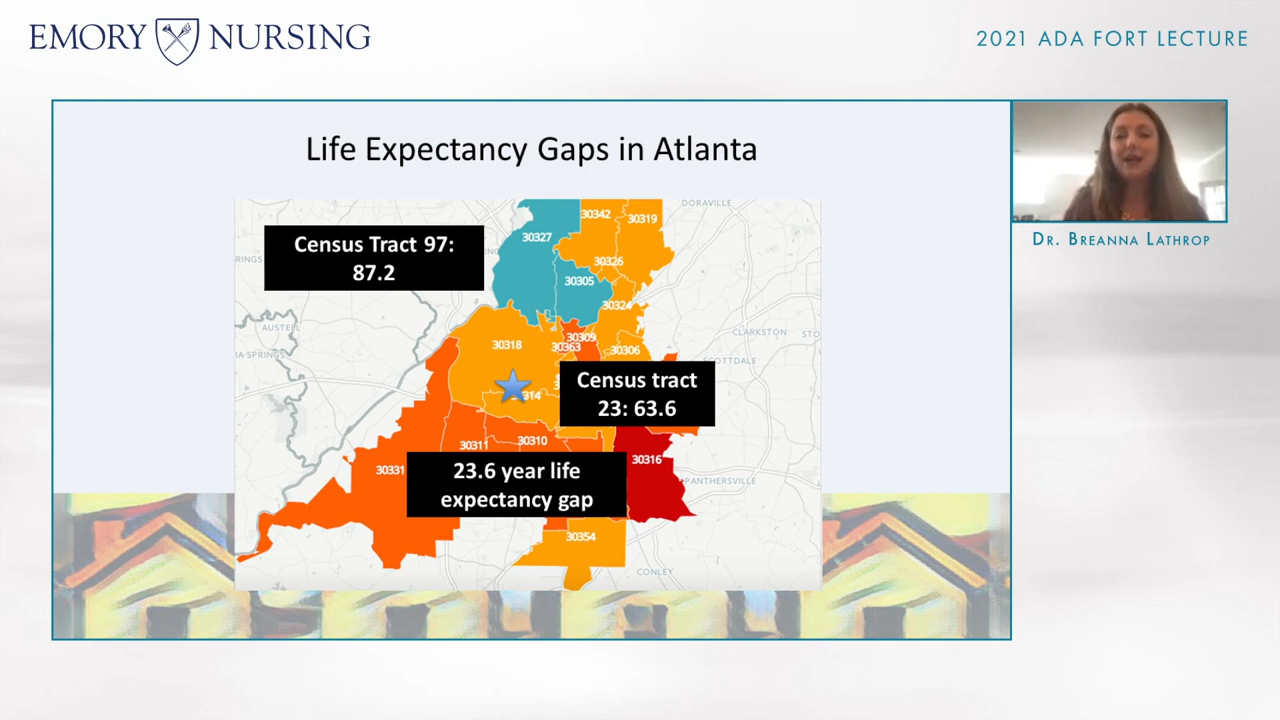 EMORY NURSING
2021 ADA FORT LECTURE
Life Expectancy Gaps in Atlanta
DR. BREANNA LATHROP
Census Tract 97:
87.2
Census tract
23: 63.6
23.6 year life
expectancy gap
DORAVILLE
30342
30319
30327
30326
30305
30324
AUSTELL
30309
30318
30363
30306
CLARKSTON
SCOTTDALE
30311
30310
30331
30316
PANTHERSVILLE
30354
CONLEY